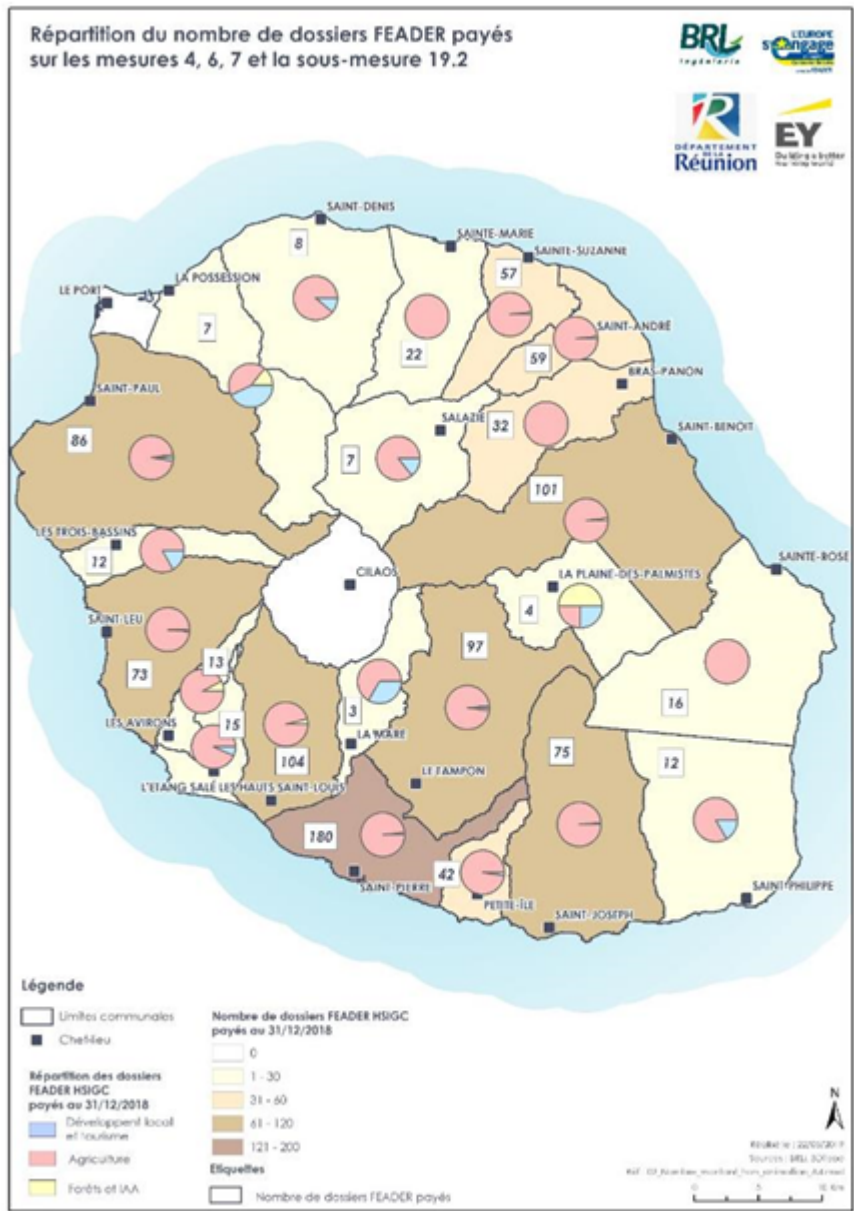 Répartition du nombre de dossiers FEADER payés
sur les mesures 4, 6, 7 et la sous-mesure 19.2
BRL
Ingénierie
L'EUROPE
s'engage
DÉPARTEMENT
DE LA
Réunion
EY
Building a better
SAINT-DENIS
8
SAINTE-MARIE
SAINTE-SUZANNE
57
LA POSSESSION
LE PORT
7
22
SAINT-ANDRÉ
59
BRAS-PANON
SAINT-PAUL
86
SALAZIE
32
7
SAINT-BENOIT
101
LES TROIS-BASSINS
12
CILAOS
SAINTE-ROSE
LA PLAINE-DES-PALMISTES
4
SAINT-LEU
73
13
97
16
LES AVIRONS
15
3
LA MARE
104
75
12
L'ETANG SALÉ LES HAUTS
SAINT-LOUIS
LE TAMPON
180
42
SAINT-PIERRE
PETITE-ÎLE
SAINT-PHILIPPE
SAINT-JOSEPH
Légende
Limites communales
Chef-lieu
Répartition des dossiers
FEADER HSIGC
payés au 31/12/2018
Développent local
et tourisme
Agriculture
Forêts et IAA
Nombre de dossiers FEADER HSIGC
payés au 31/12/2018
0
1 - 30
31 - 60
61 - 120
121 - 200
Etiquettes
Nombre de dossiers FEADER payés
N
0 5 10 Km